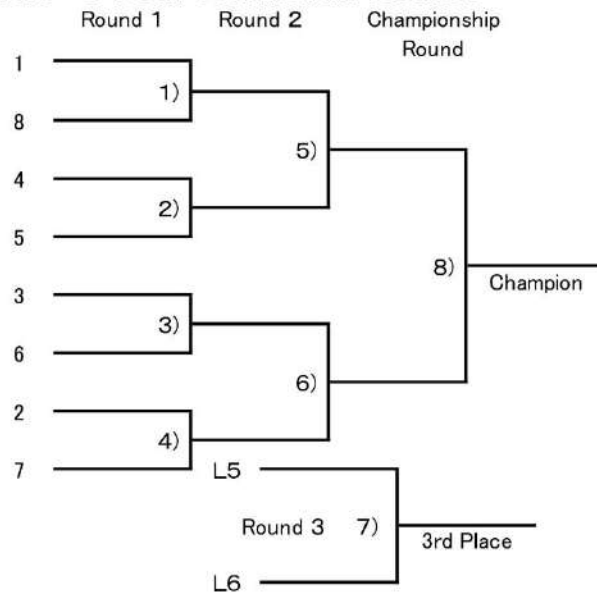 Round 1 Round 2 Championship
Round
1
1)
8
5)
4
2)
5
8)
Champion
3
3)
6
6)
2
4)
7
L5
Round 3 7)
3rd Place
L6